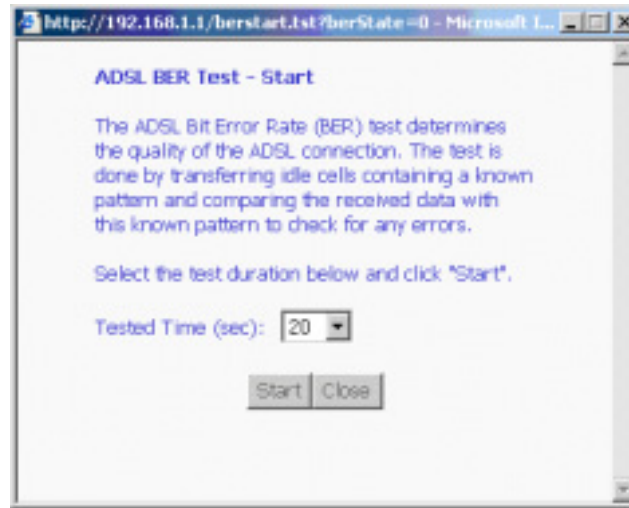 http://192.168.1.1/berstart.tst?berState=0 - Microsoft I...
ADSL BER Test - Start
The ADSL Bit Error Rate (BER) test determines
the quality of the ADSL connection. The test is
done by transferring idle cells containing a known
pattern and comparing the received data with
this known pattern to check for any errors.
Select the test duration below and click "Start".
Tested Time (sec): 20
Start Close